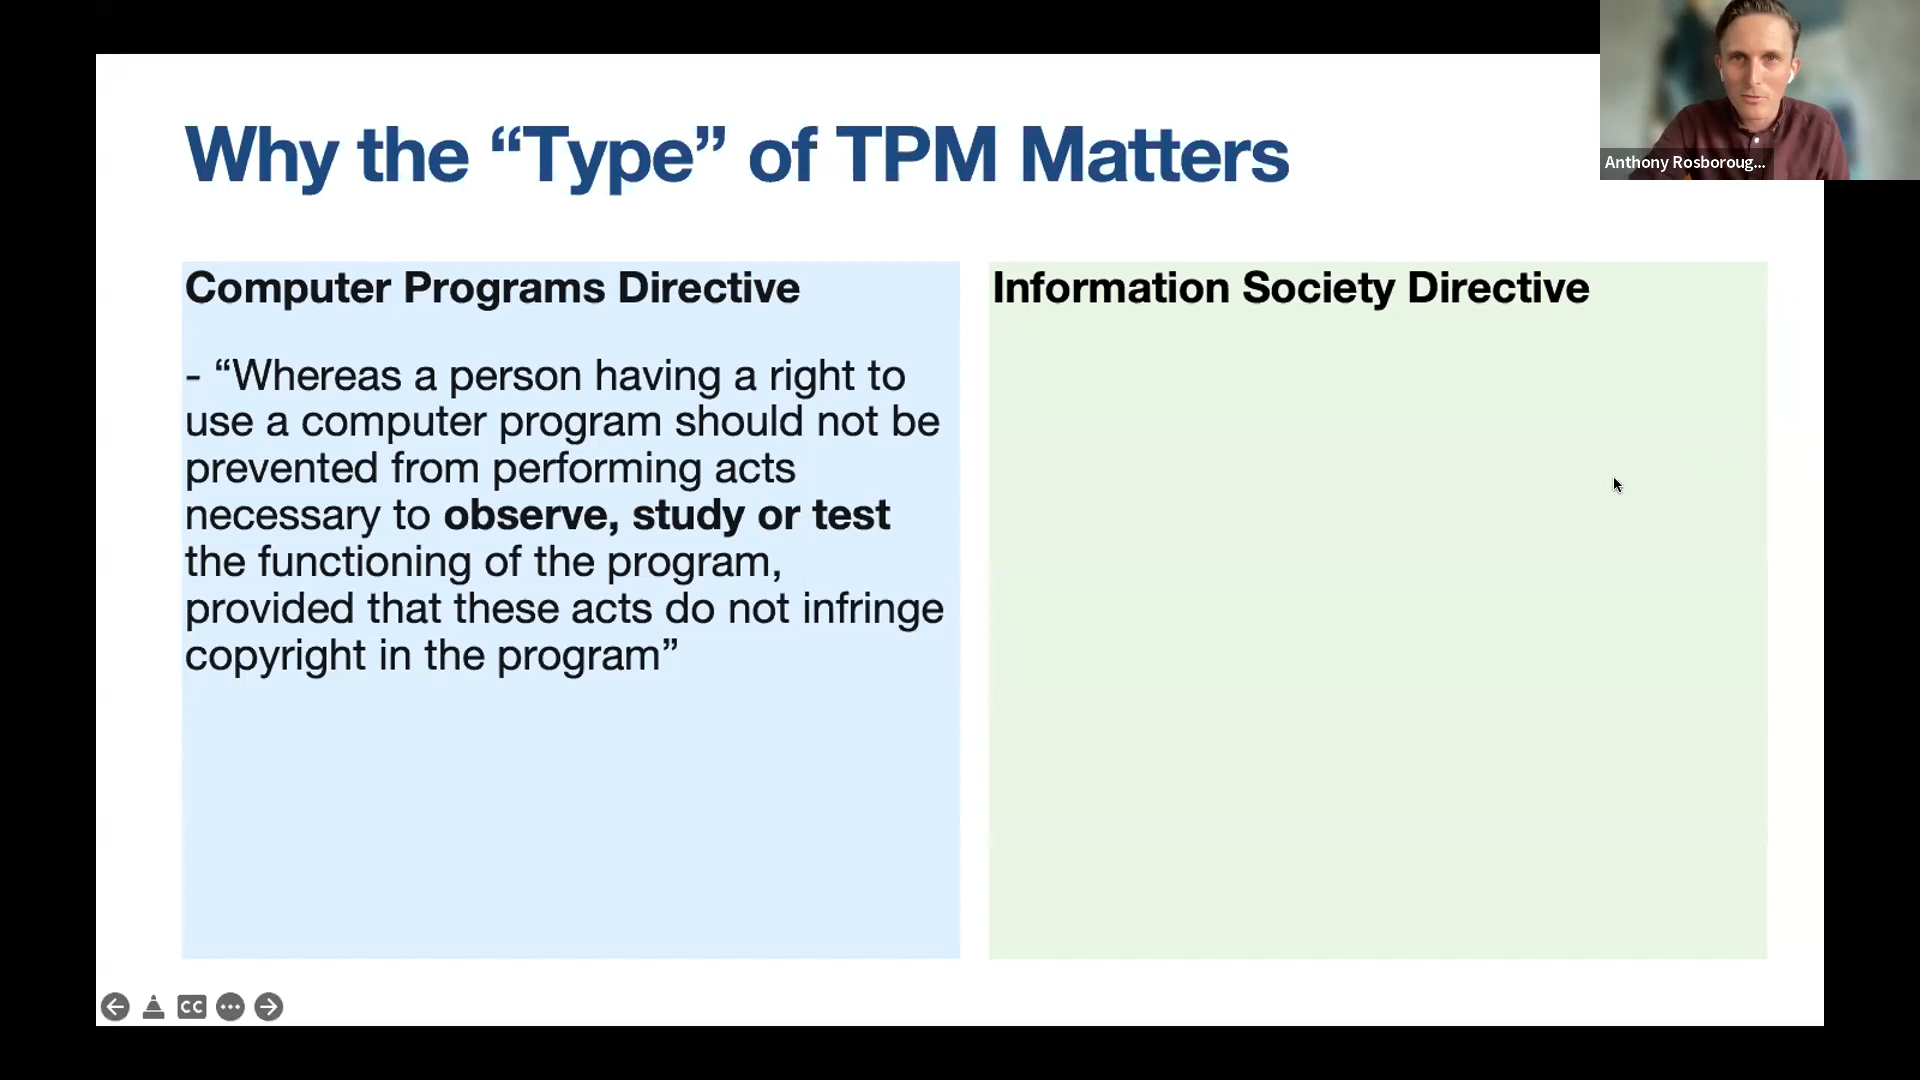 Why the “Type” of TPM Matters
Anthony Rosboroug...
Computer Programs Directive
- “Whereas a person having a right to
use a computer program should not be
prevented from performing acts
necessary to observe, study or test
the functioning of the program,
provided that these acts do not infringe
copyright in the program”
Information Society Directive
CC